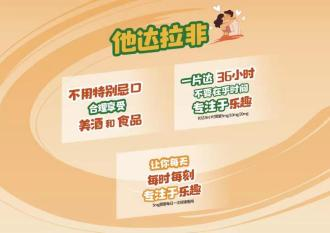 他达拉非
不用特别忌口
合理享受
美酒和食品
一片达 36小时
不要在乎时间
专注于乐趣
让你每天
每时每刻
专注于乐趣